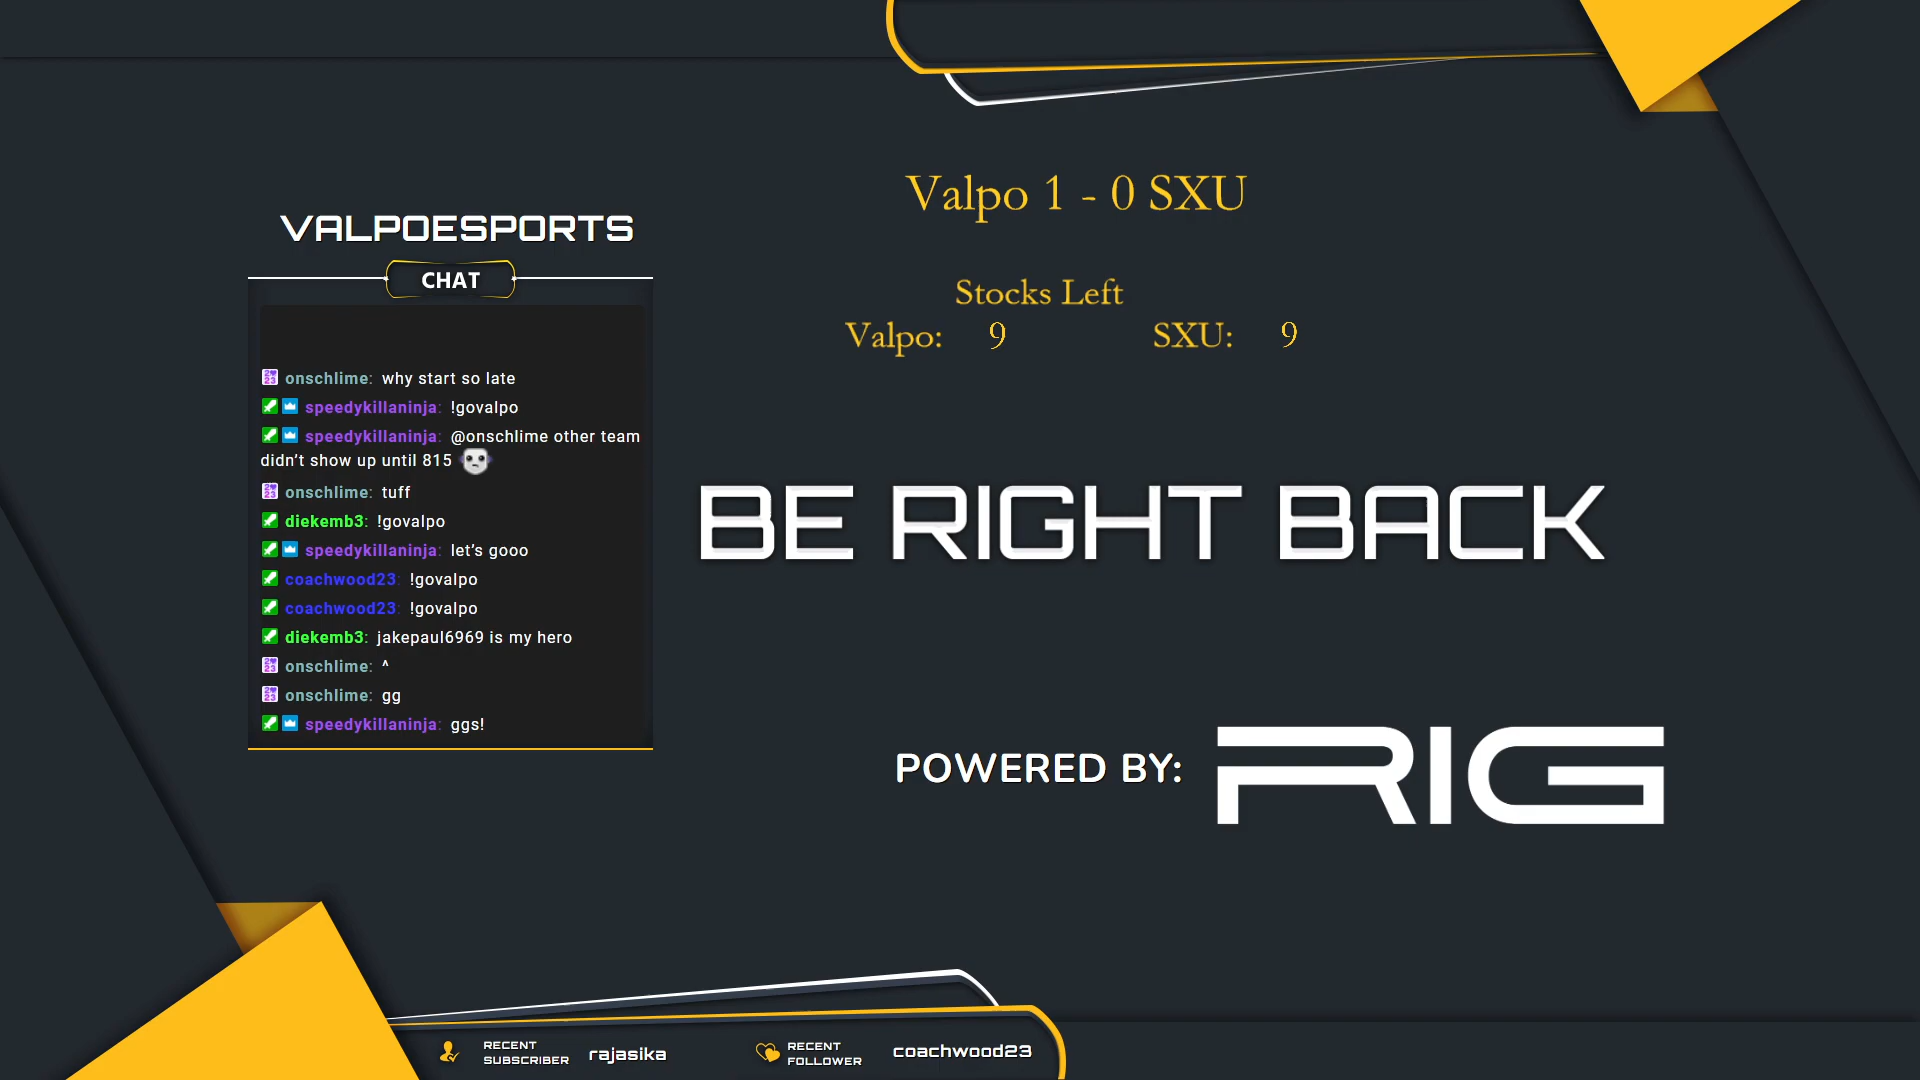 Valpo 1 - 0 SXU
Stocks Left
Valpo: 9 SXU: 9
VALPOESPORTS
CHAT
onschlime: why start so late
speedykillaninja: !govalpo
speedykillaninja: @onschlime other team
didn’t show up until 815
onschlime: tuff
diekemb3: !govalpo
speedykillaninja: let’s gooo
coachwood23: !govalpo
coachwood23: !govalpo
diekemb3: jakepaul6969 is my hero
onschlime: ^
onschlime: gg
speedykillaninja: ggs!
BE RIGHT BACK
POWERED BY: RIG
RECENT
SUBSCRIBER
rajasika
RECENT
FOLLOWER
coachwood23